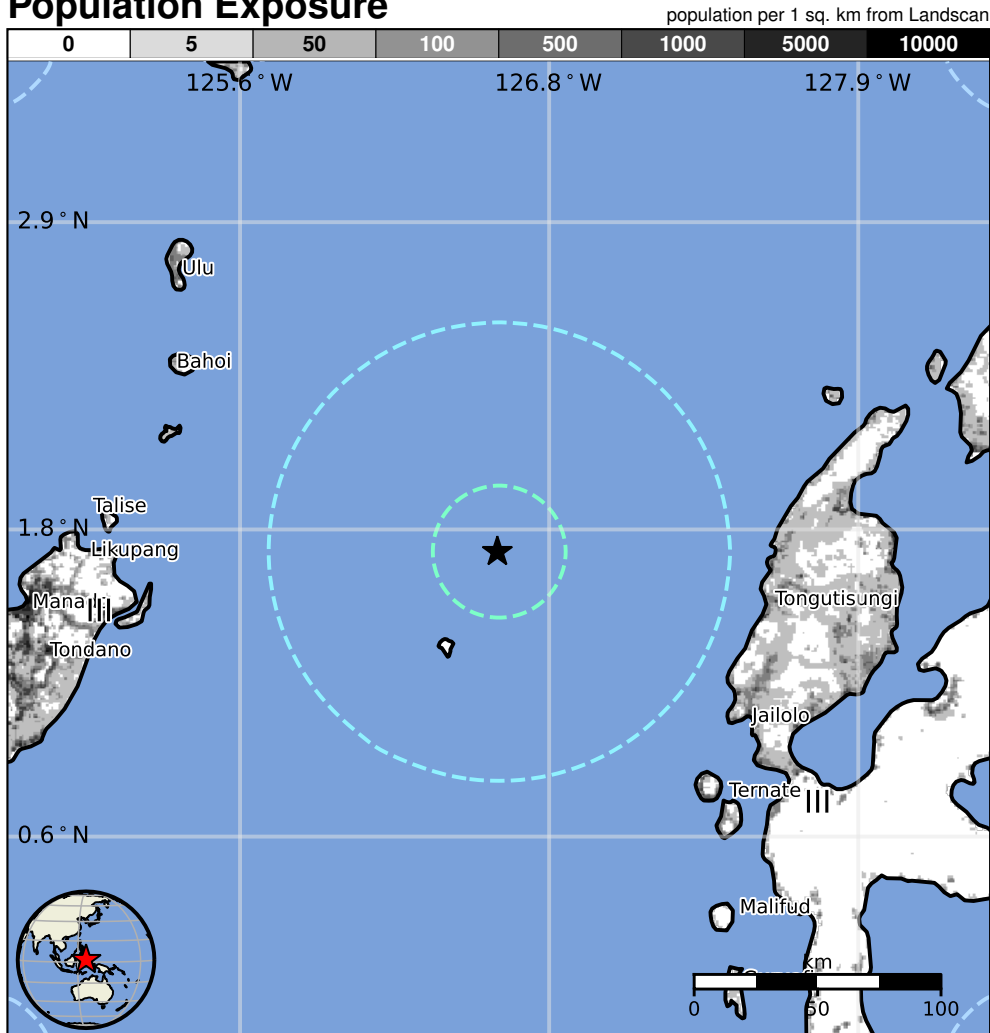 Population Exposure
population per 1 sq. km from Landscan
0 5 50 100 500 1000 5000 10000
125.6°W 126.8°W 127.9°W
2.9°N
Ulu
Bahoi
Talise
1.8°N
Likupang
III
Tongutisungi
Tondano
Jailolo
Ternate
III
0.6°N
Malifud
km
0 50 100